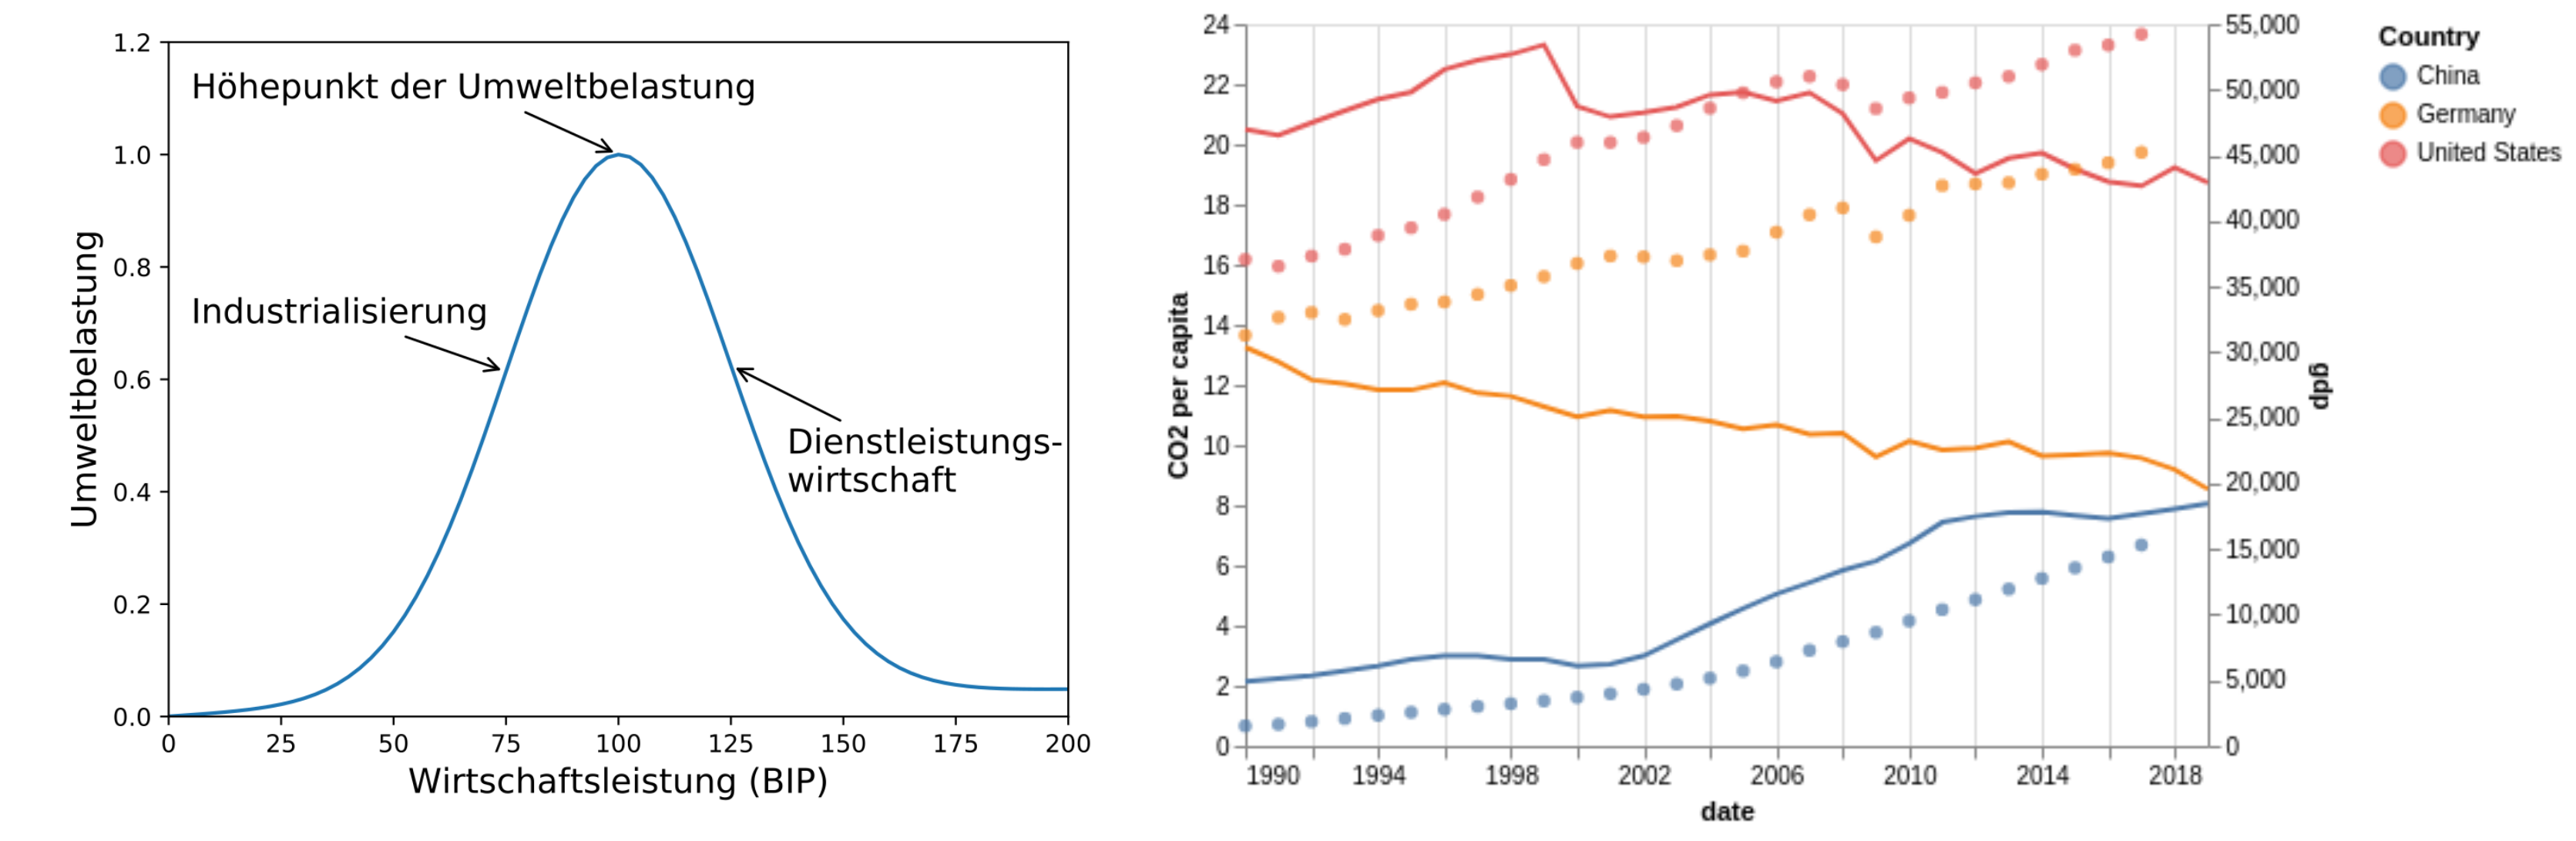 1.2
1.0
0.8
0.6
0.4
0.2
0.0
Umweltbelastung
Höhepunkt der Umweltbelastung
Industrialisierung
Dienstleistungs-
wirtschaft
0 25 50 75 100 125 150 175 200
Wirtschaftsleistung (BIP)
24
22
20
18
16
14
12
10
8
6
4
2
0
CO2 per capita
55,000
50,000
45,000
40,000
35,000
30,000
25,000
20,000
15,000
10,000
5,000
0
gdp
1990 1994 1998 2002 2006 2010 2014 2018
date
Country
China
Germany
United States